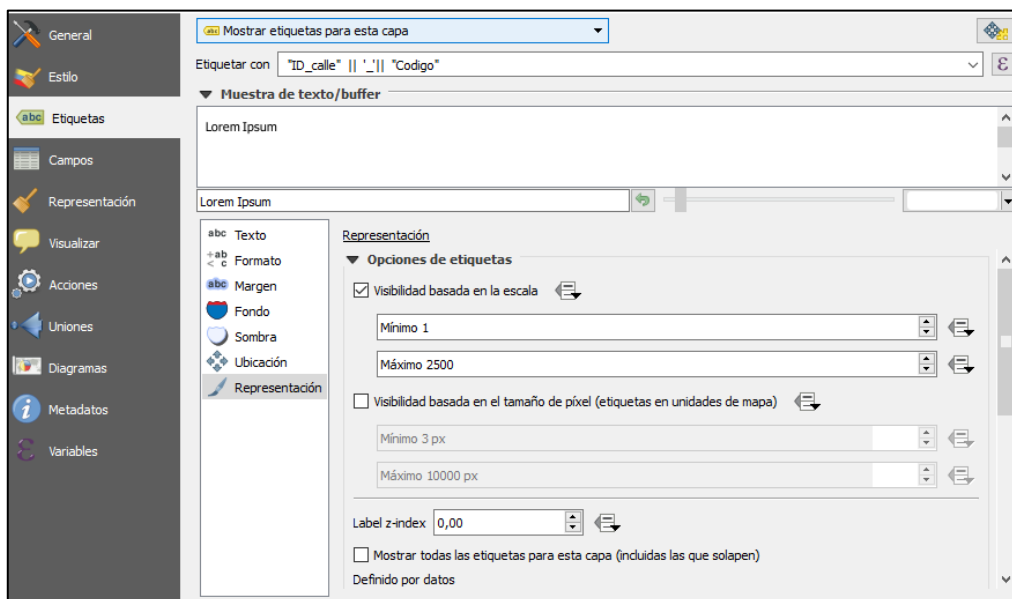 General
Estilo
abc Etiquetas
Campos
Representación
Visualizar
Acciones
Uniones
Diagramas
Metadatos
Variables
abc Mostrar etiquetas para esta capa
Etiquetar con "ID_calle" || '_'|| "Codigo" ε
Muestra de texto/buffer
Lorem Ipsum
Lorem Ipsum
abc Texto
+ab < c Formato
abc Margen
Fondo
Sombra
Ubicación
Representación
Representación
Opciones de etiquetas
Visibilidad basada en la escala
Mínimo 1
Máximo 2500
Visibilidad basada en el tamaño de píxel (etiquetas en unidades de mapa)
Mínimo 3 px
Máximo 10000 px
Label z-index 0,00
Mostrar todas las etiquetas para esta capa (incluidas las que solapen)
Definido por datos